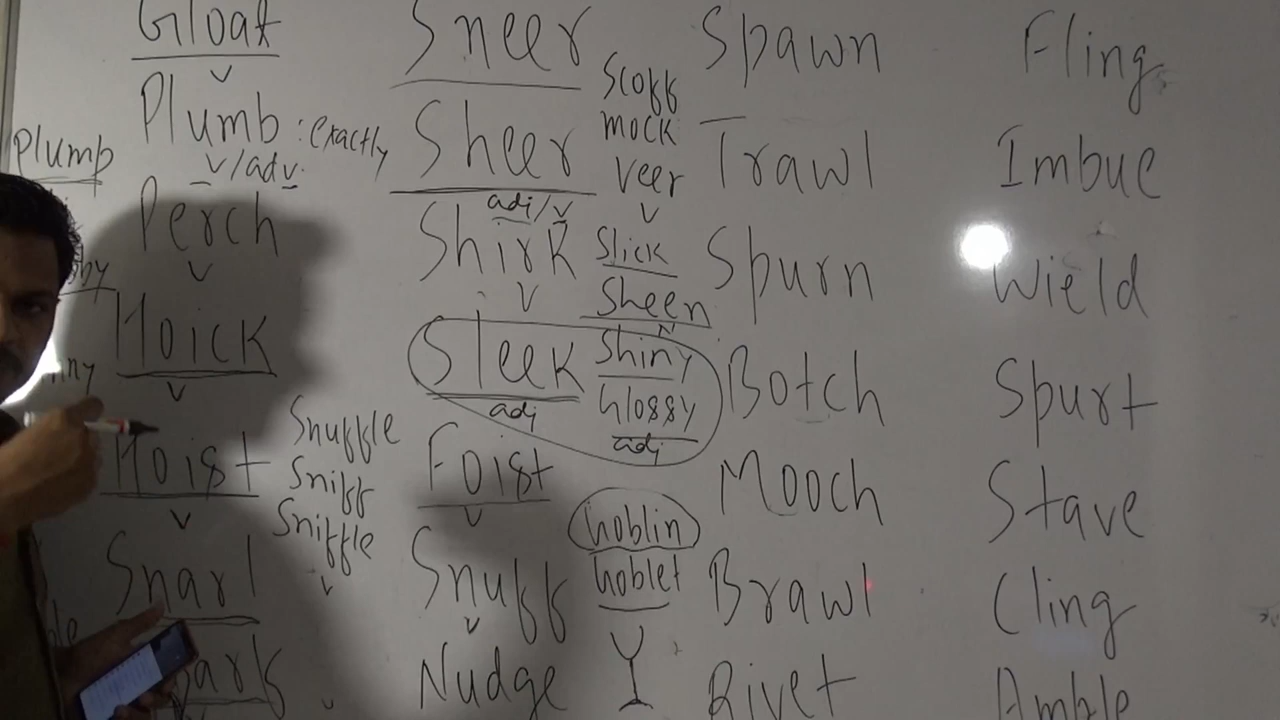 Gloat
v
Plumb : exactly
v/adv.
Plump
Perch
v
Hoick
v
Hoist
v
Snarl
Snuffle
Sniff
Sniffle
v
Sneer
Sheer
adj/v
Shirk
v
Sleek
adj
Foist
v
Snuff
v
Nudge
Scoff
mock
veer
v
Slick
Sheen
N
Shiny
Glossy
adj
Goblin
Goblet
Spawn
Trawl
Spurn
Botch
Mooch
Brawl
Rivet
Fling
Imbue
Wield
Spurt
Stave
Cling
Amble